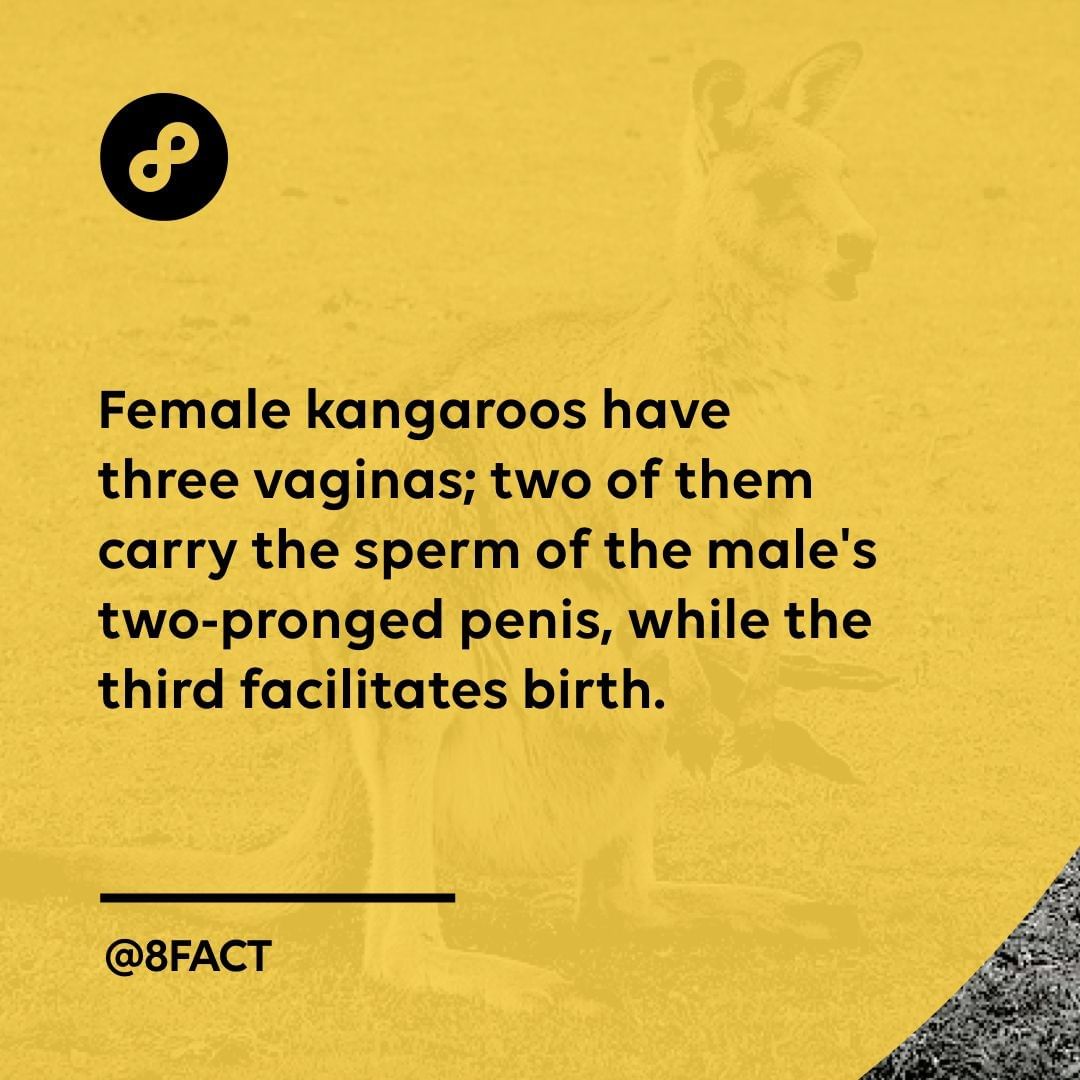 Female kangaroos have
three vaginas; two of them
carry the sperm of the male's
two-pronged penis, while the
third facilitates birth.
@8FACT